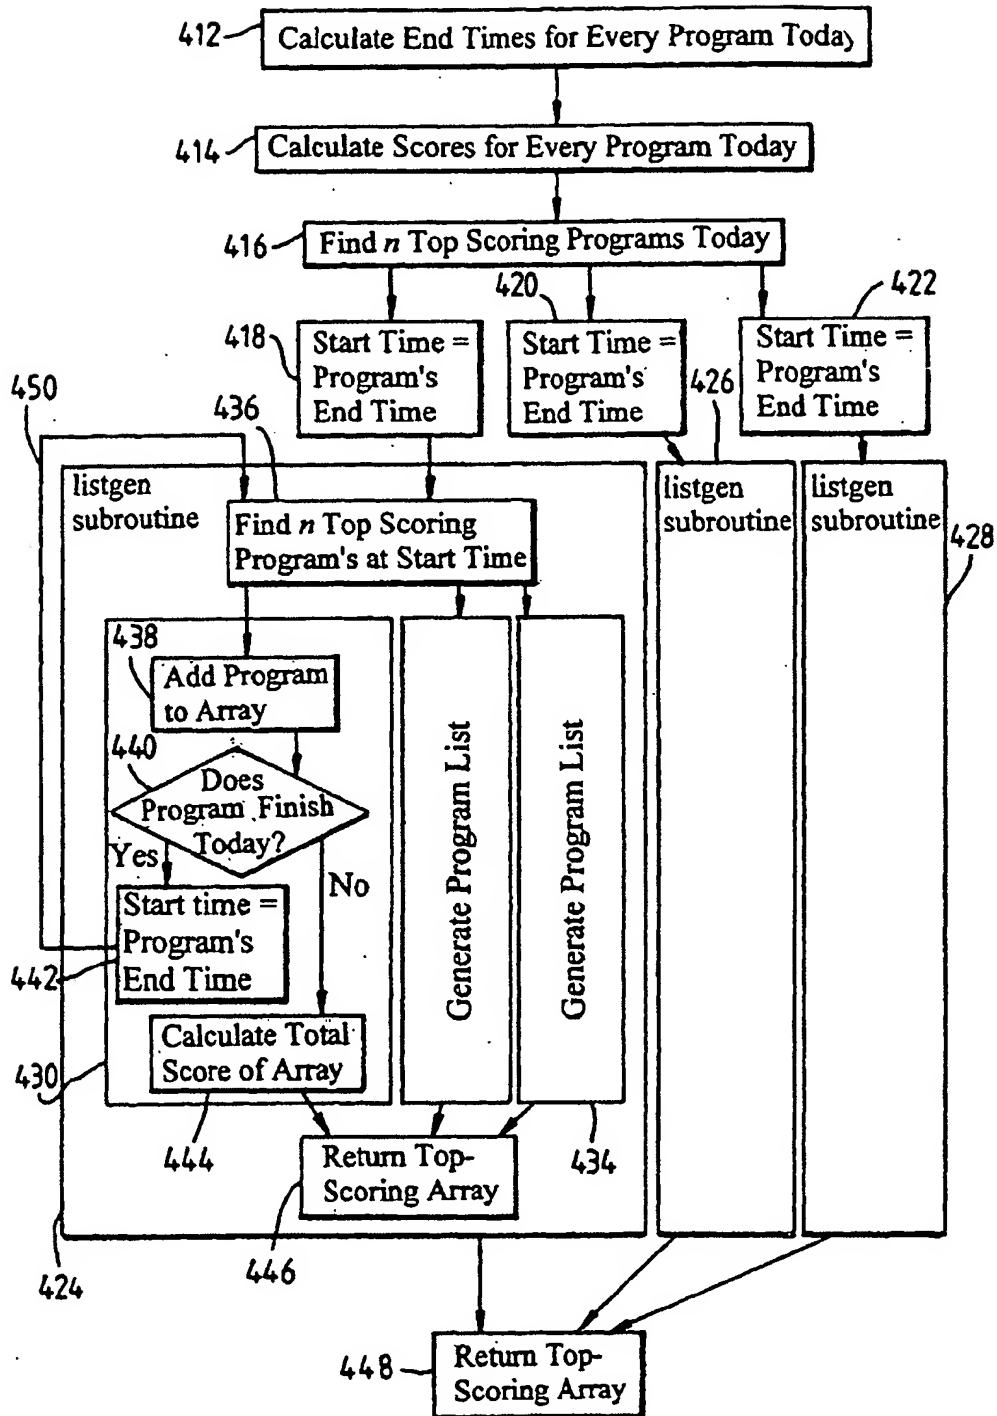 412
Calculate End Times for Every Program Today
414
Calculate Scores for Every Program Today
416
Find n Top Scoring Programs Today
420
422
418
Start Time =
Program's
End Time
Start Time =
Program's
End Time
Start Time =
Program's
End Time
450
436
426
listgen
subroutine
listgen
subroutine
listgen
subroutine
428
Find n Top Scoring
Program's at Start Time
438
Add Program
to Array
440
Does
Program Finish
Today?
Yes
No
Start time =
Program's
End Time
442
Generate Program List
Generate Program List
Calculate Total
Score of Array
430
444
434
Return Top-
Scoring Array
446
424
448
Return Top-
Scoring Array